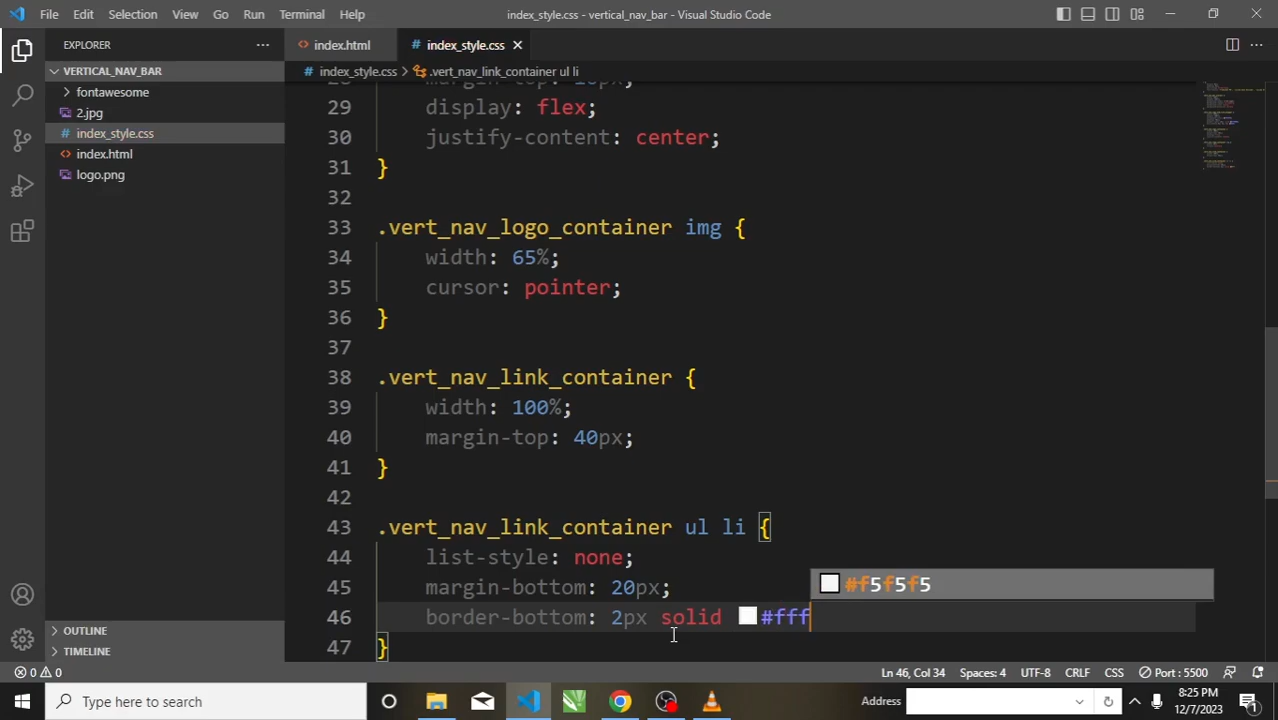 File Edit Selection View Go Run Terminal Help
index_style.css - vertical_nav_bar - Visual Studio Code
EXPLORER
VERTICAL_NAV_BAR
fontawesome
2.jpg
index_style.css
index.html
logo.png
OUTLINE
TIMELINE
index.html
index_style.css
index_style.css > .vert_nav_link_container ul li
29 display: flex;
30 justify-content: center;
31 }
32
33 .vert_nav_logo_container img {
34 width: 65%;
35 cursor: pointer;
36 }
37
38 .vert_nav_link_container {
39 width: 100%;
40 margin-top: 40px;
41 }
42
43 .vert_nav_link_container ul li {
44 list-style: none;
45 margin-bottom: 20px;
#f5f5f5
46 border-bottom: 2px solid #fff
47 }
0 0
Ln 46, Col 34 Spaces: 4 UTF-8 CRLF CSS Port : 5500
Type here to search
Address
8:25 PM
12/7/2023
1